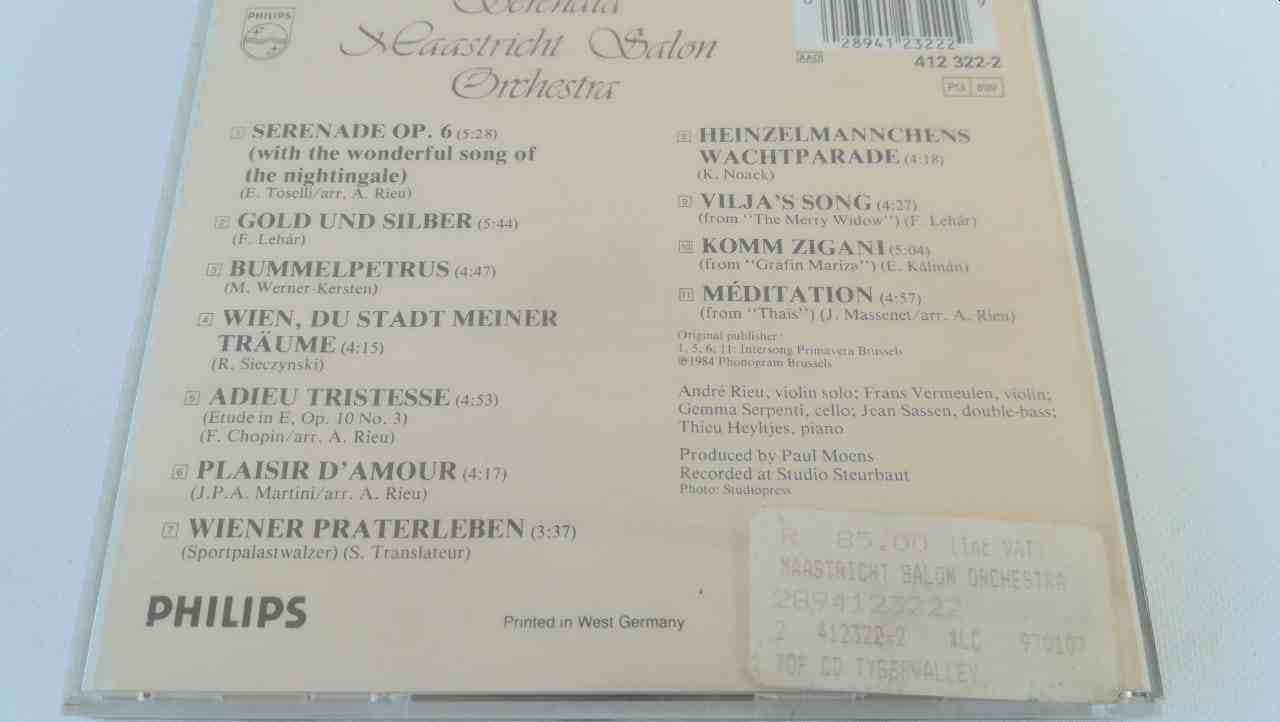 PHILIPS
Serenata
Maastricht Salon
Orchestra
28941 23222
AAD
412 322-2
1 SERENADE OP. 6 (5:28)
(with the wonderful song of
the nightingale)
(E. Toselli/arr. A. Rieu)
2 GOLD UND SILBER (5:44)
(F. Lehár)
3 BUMMELPETRUS (4:47)
(M. Werner-Kersten)
4 WIEN, DU STADT MEINER
TRÄUME (4:15)
(R. Sieczynski)
5 ADIEU TRISTESSE (4:53)
(Etude in E, Op. 10 No. 3)
(F. Chopin/arr. A. Rieu)
6 PLAISIR D'AMOUR (4:17)
(J.P.A. Martini/arr. A. Rieu)
7 WIENER PRATERLEBEN (3:37)
(Sportpalastwalzer) (S. Translateur)
8 HEINZELMANNCHENS
WACHTPARADE (4:18)
(K. Noack)
9 VILJA'S SONG (4:27)
(from "The Merry Widow") (F. Lehár)
10 KOMM ZIGANI (5:04)
(from "Grafin Mariza") (E. Kálmán)
11 MÉDITATION (4:57)
(from "Thaïs") (J. Massenet/arr. A. Rieu)
Original publisher:
1, 5, 6, 11: Intersong Primavera Brussels
℗1984 Phonogram Brussels
André Rieu, violin solo; Frans Vermeulen, violin;
Gemma Serpenti, cello; Jean Sassen, double-bass;
Thieu Heyltjes, piano
Produced by Paul Moens
Recorded at Studio Steurbaut
Photo: Studiopress
PHILIPS
Printed in West Germany
R 85.00 (Inc VAT)
MAASTRICHT SALON ORCHESTRA
2894123222
2 412322-2 1LC 970107
TOP CD TYGERVALLEY